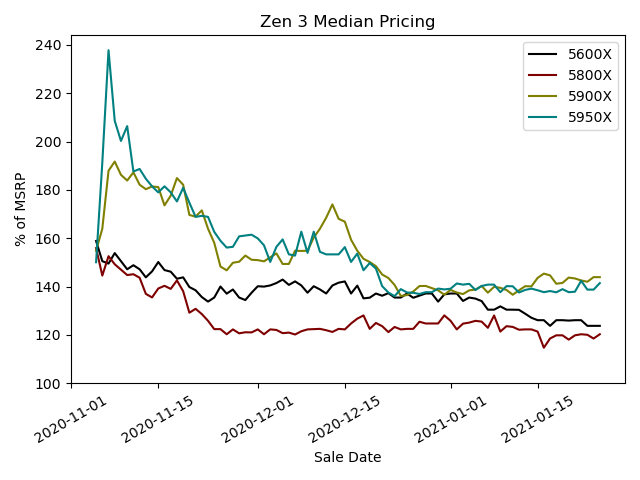 Zen 3 Median Pricing
% of MSRP
240
220
200
180
160
140
120
100
5600X
5800X
5900X
5950X
2020-11-01
2020-11-15
2020-12-01
2020-12-15
2021-01-01
2021-01-15
Sale Date